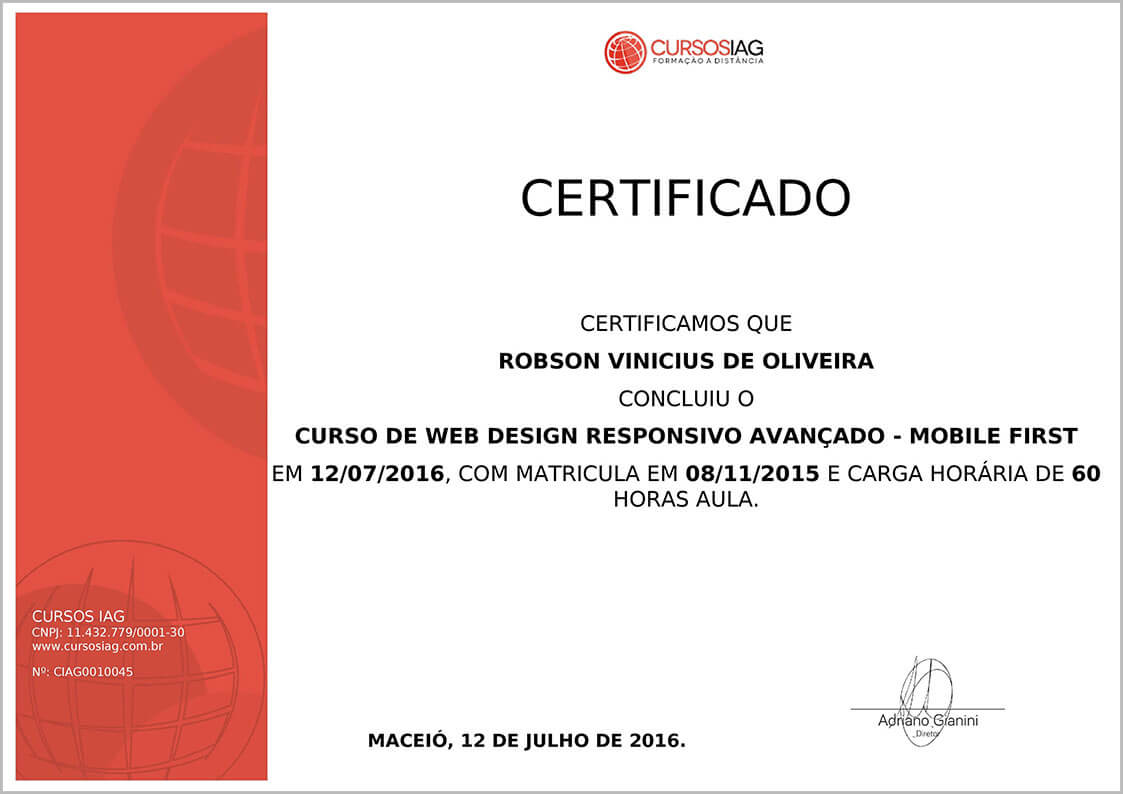 CURSOSIAG
FORMAÇÃO A DISTÂNCIA
CERTIFICADO
CERTIFICAMOS QUE
ROBSON VINICIUS DE OLIVEIRA
CONCLUIU O
CURSO DE WEB DESIGN RESPONSIVO AVANÇADO - MOBILE FIRST
EM 12/07/2016, COM MATRICULA EM 08/11/2015 E CARGA HORÁRIA DE 60
HORAS AULA.
CURSOS IAG
CNPJ: 11.432.779/0001-30
www.cursosiag.com.br
Nº: CIAG0010045
Adriano Gianini
Diretor
MACEIÓ, 12 DE JULHO DE 2016.